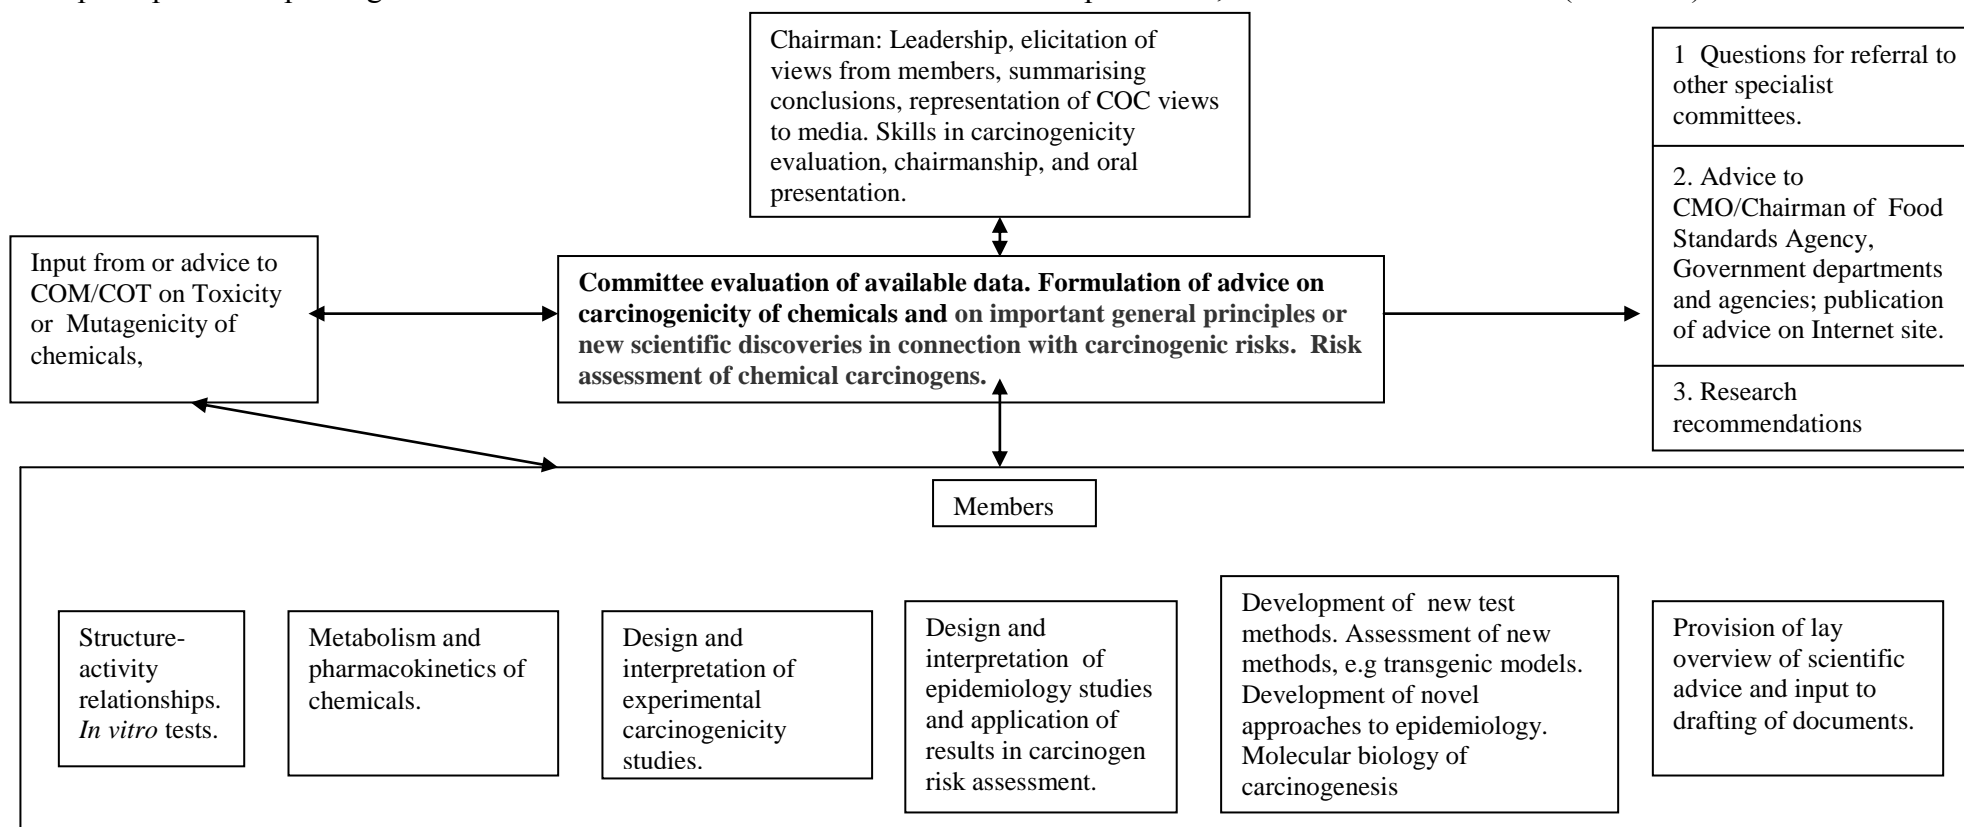 Chairman: Leadership, elicitation of
views from members, summarising
conclusions, representation of COC views
to media. Skills in carcinogenicity
evaluation, chairmanship, and oral
presentation.
1 Questions for referral to
other specialist
committees.
2. Advice to
CMO/Chairman of Food
Standards Agency,
Government departments
and agencies; publication
of advice on Internet site.
3. Research
recommendations
Input from or advice to
COM/COT on Toxicity
or Mutagenicity of
chemicals,
Committee evaluation of available data. Formulation of advice on
carcinogenicity of chemicals and on important general principles or
new scientific discoveries in connection with carcinogenic risks. Risk
assessment of chemical carcinogens.
Members
Structure-
activity
relationships.
In vitro tests.
Metabolism and
pharmacokinetics of
chemicals.
Design and
interpretation of
experimental
carcinogenicity
studies.
Design and
interpretation of
epidemiology studies
and application of
results in carcinogen
risk assessment.
Development of new test
methods. Assessment of new
methods, e.g transgenic models.
Development of novel
approaches to epidemiology.
Molecular biology of
carcinogenesis
Provision of lay
overview of scientific
advice and input to
drafting of documents.